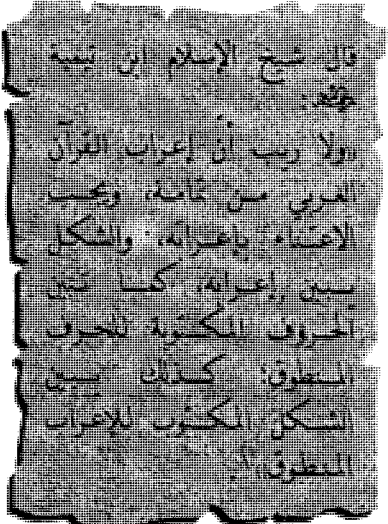 قال شيخ الإسلام ابن تيمية
رحمه الله :
«ولا ريب أن إعراب القرآن
العربي من تمامه، ويجب
الاعتناء بإعرابه، والشكل
يبين إعرابه، كما تبين
الحروف المكتوبة للحرف
المنطوق؛ كذلك يبين
الشكل المكتوب للإعراب
المنطوق».